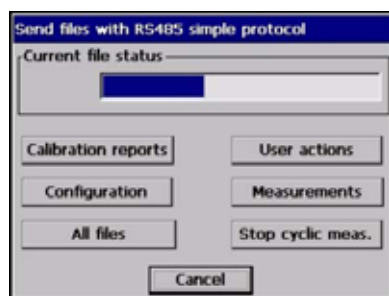 Send files with RS485 simple protocol
Current file status
Calibration reports
User actions
Configuration
Measurements
All files
Stop cyclic meas.
Cancel